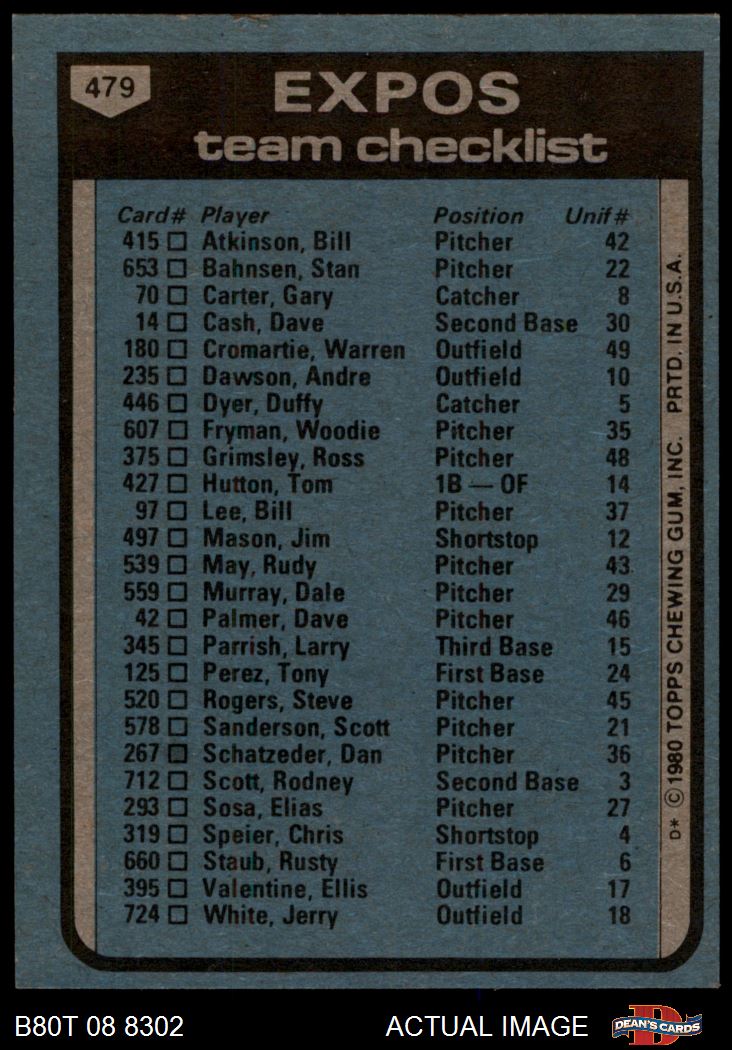 479
EXPOS
team checklist
Card# Player Position Unif#
415 Atkinson, Bill Pitcher 42
653 Bahnsen, Stan Pitcher 22
70 Carter, Gary Catcher 8
14 Cash, Dave Second Base 30
180 Cromartie, Warren Outfield 49
235 Dawson, Andre Outfield 10
446 Dyer, Duffy Catcher 5
607 Fryman, Woodie Pitcher 35
375 Grimsley, Ross Pitcher 48
427 Hutton, Tom 1B — OF 14
97 Lee, Bill Pitcher 37
497 Mason, Jim Shortstop 12
539 May, Rudy Pitcher 43
559 Murray, Dale Pitcher 29
42 Palmer, Dave Pitcher 46
345 Parrish, Larry Third Base 15
125 Perez, Tony First Base 24
520 Rogers, Steve Pitcher 45
578 Sanderson, Scott Pitcher 21
267 Schatzeder, Dan Pitcher 36
712 Scott, Rodney Second Base 3
293 Sosa, Elias Pitcher 27
319 Speier, Chris Shortstop 4
660 Staub, Rusty First Base 6
395 Valentine, Ellis Outfield 17
724 White, Jerry Outfield 18
D* © 1980 TOPPS CHEWING GUM, INC. PRTD. IN U.S.A.
B80T 08 8302 ACTUAL IMAGE
D
DEAN'S CARDS